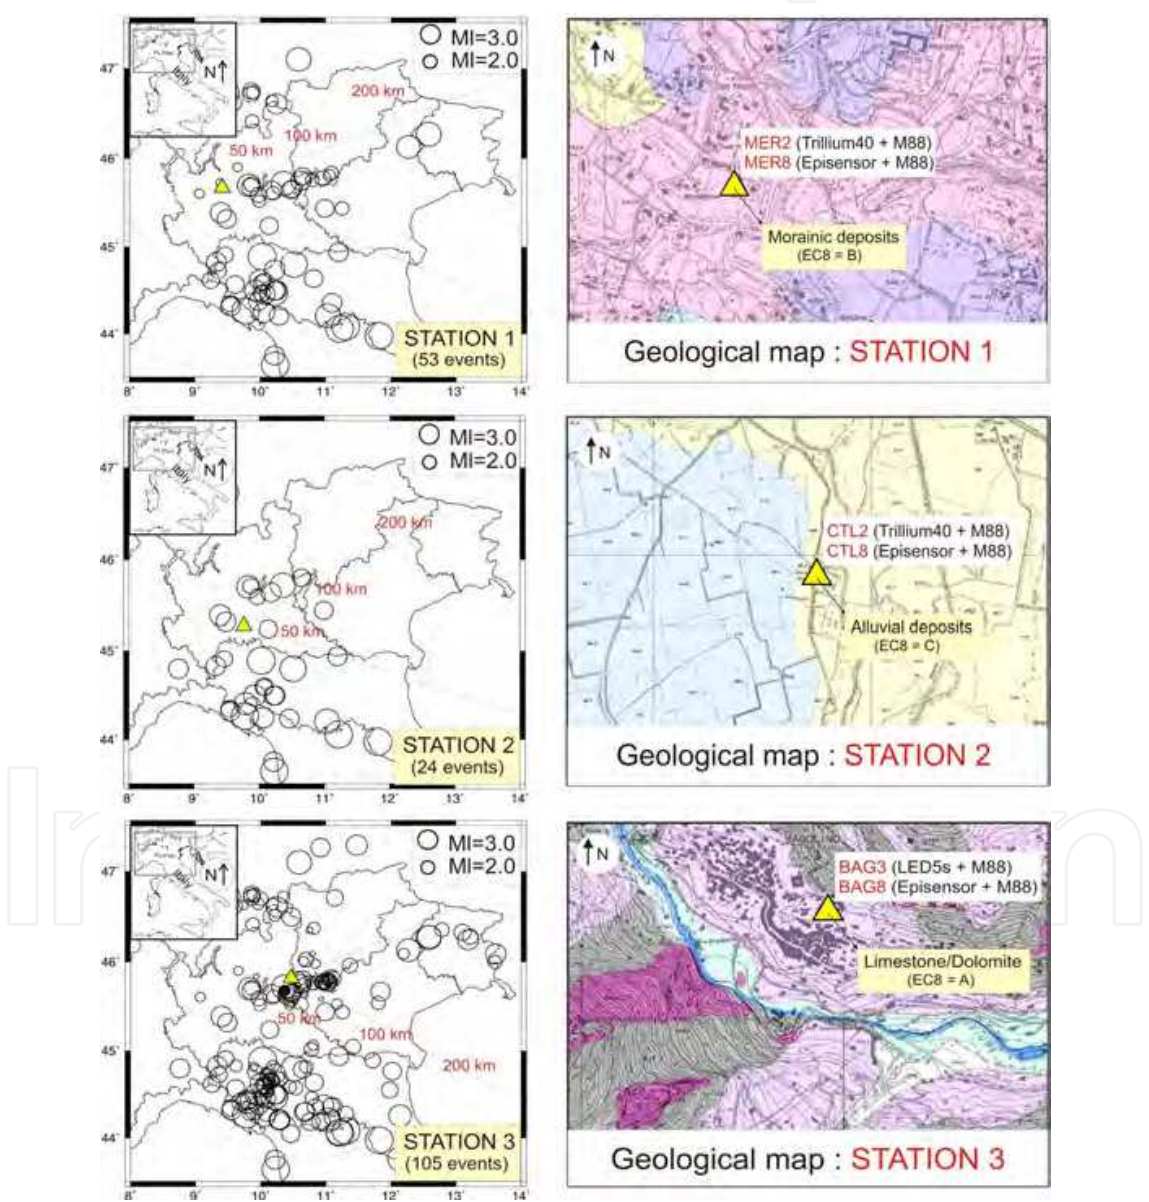 Italy
N
Ml=3.0
Ml=2.0
200 km
100 km
50 km
47°
46°
45°
44°
STATION 1
(53 events)
8° 9° 10° 11° 12° 13° 14°
N
MER2 (Trillium40 + M88)
MER8 (Episensor + M88)
Morainic deposits
(EC8 = B)
Geological map : STATION 1
Italy
N
Ml=3.0
Ml=2.0
47°
200 km
46°
100 km
50 km
45°
44°
STATION 2
(24 events)
8° 9° 10° 11° 12° 13° 14°
N
CTL2 (Trillium40 + M88)
CTL8 (Episensor + M88)
Alluvial deposits
(EC8 = C)
Geological map : STATION 2
Italy
N
Ml=3.0
Ml=2.0
47°
46°
50 km
100 km
45°
200 km
44°
STATION 3
(105 events)
8° 9° 10° 11° 12° 13° 14°
N
BAG3 (LED5s + M88)
BAG8 (Episensor + M88)
Limestone/Dolomite
(EC8 = A)
Geological map : STATION 3